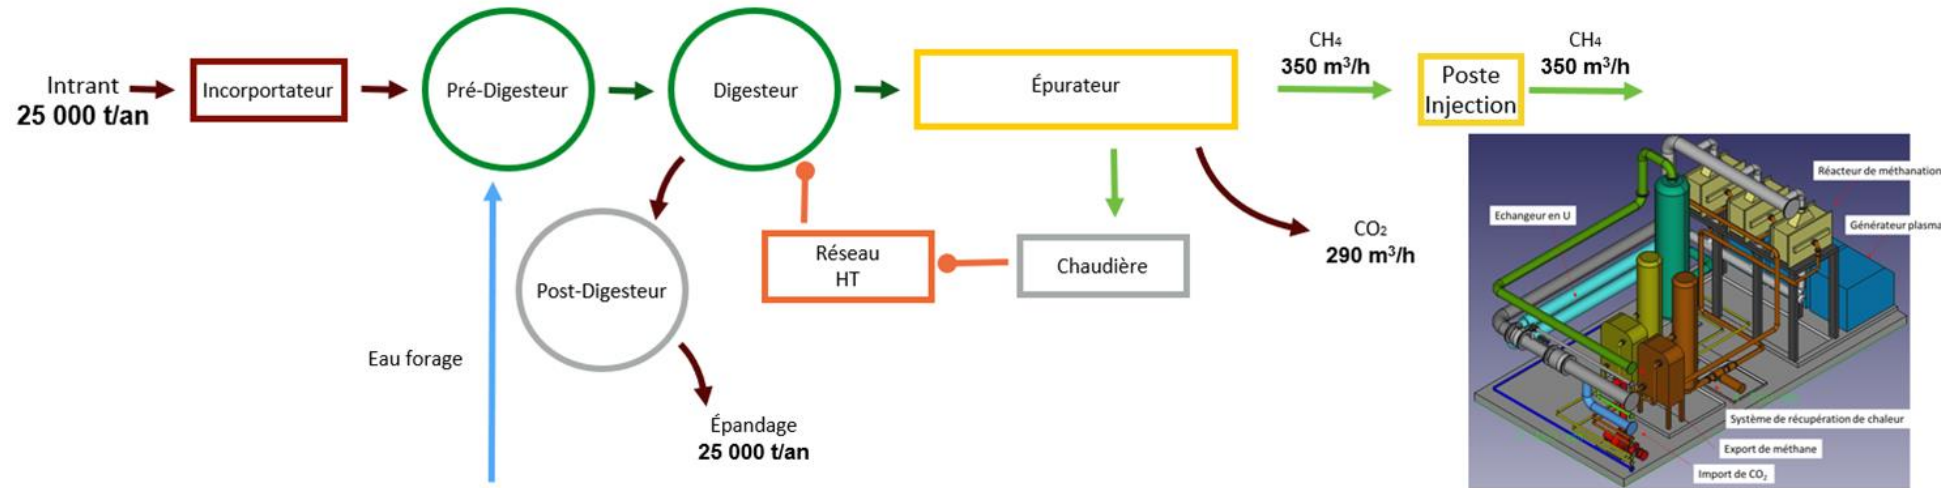 Intrant
25 000 t/an
Incorportateur
Pré-Digesteur
Digesteur
Épurateur
CH4
350 m³/h
Poste
Injection
CH4
350 m³/h
Post-Digesteur
Réseau
HT
Chaudière
CO₂
290 m³/h
Eau forage
Épandage
25 000 t/an
Réacteur de méthanation
Echangeur en U
Générateur plasma
Système de récupération de chaleur
Export de méthane
Import de CO₂